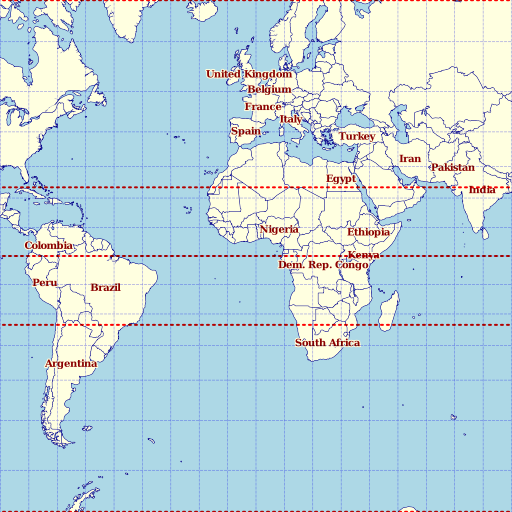 United Kingdom
Belgium
France
Italy
Spain
Turkey
Iran
Pakistan
Egypt
India
Nigeria
Ethiopia
Colombia
Kenya
Dem. Rep. Congo
Peru
Brazil
South Africa
Argentina